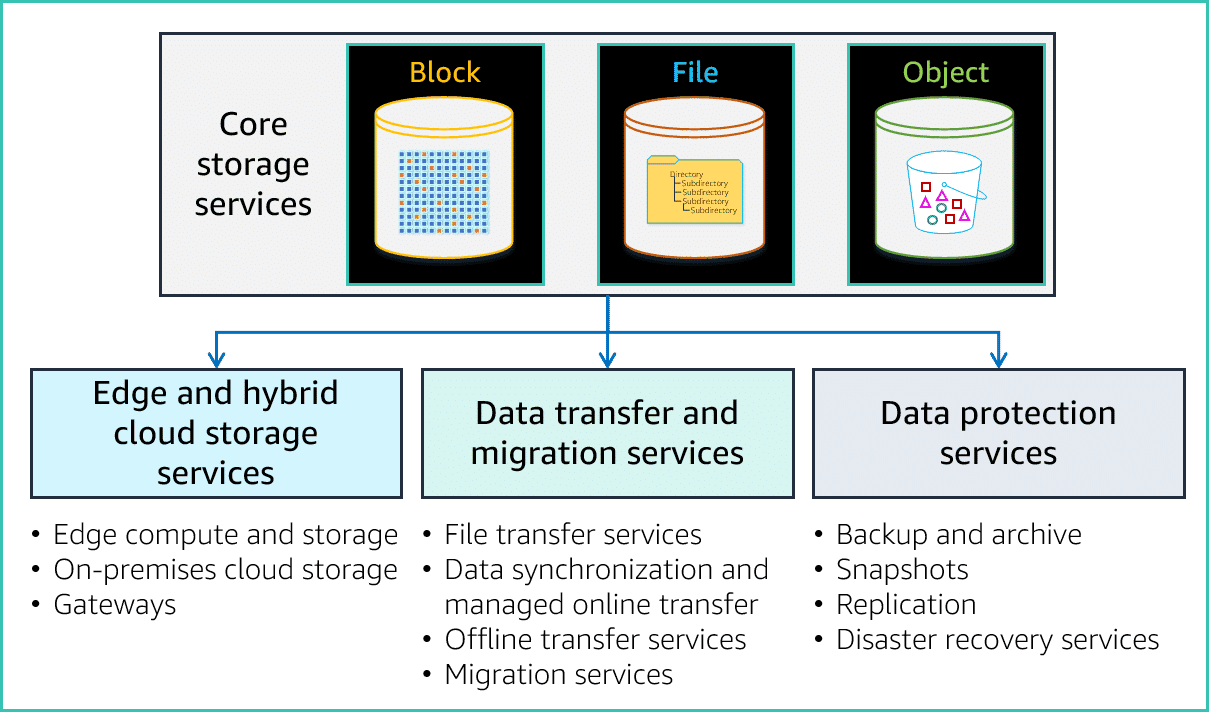 Block
File
Object
Core
storage
services
Directory
Subdirectory
Subdirectory
Subdirectory
Subdirectory
Edge and hybrid
cloud storage
services
• Edge compute and storage
• On-premises cloud storage
• Gateways
Data transfer and
migration services
• File transfer services
• Data synchronization and
managed online transfer
• Offline transfer services
• Migration services
Data protection
services
• Backup and archive
• Snapshots
• Replication
• Disaster recovery services